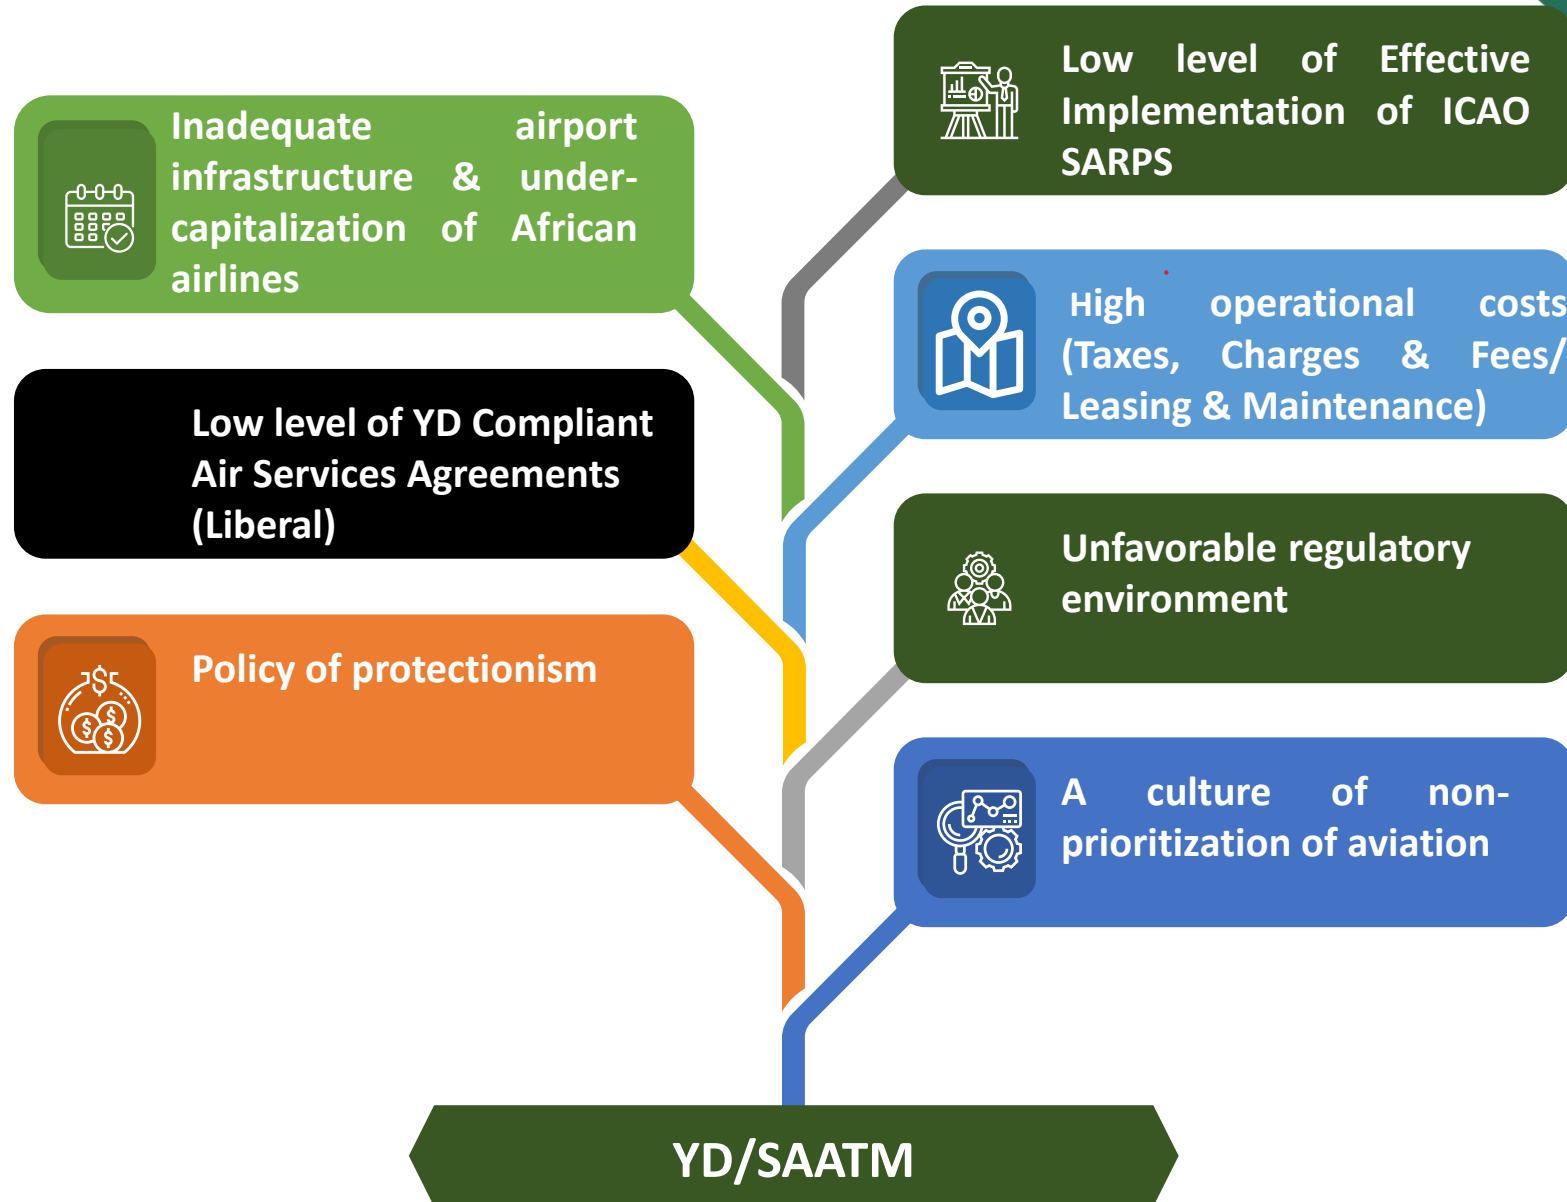 Inadequate airport
infrastructure & under-
capitalization of African
airlines
Low level of YD Compliant
Air Services Agreements
(Liberal)
Policy of protectionism
Low level of Effective
Implementation of ICAO
SARPS
High operational costs
(Taxes, Charges & Fees/
Leasing & Maintenance)
Unfavorable regulatory
environment
A culture of non-
prioritization of aviation
YD/SAATM